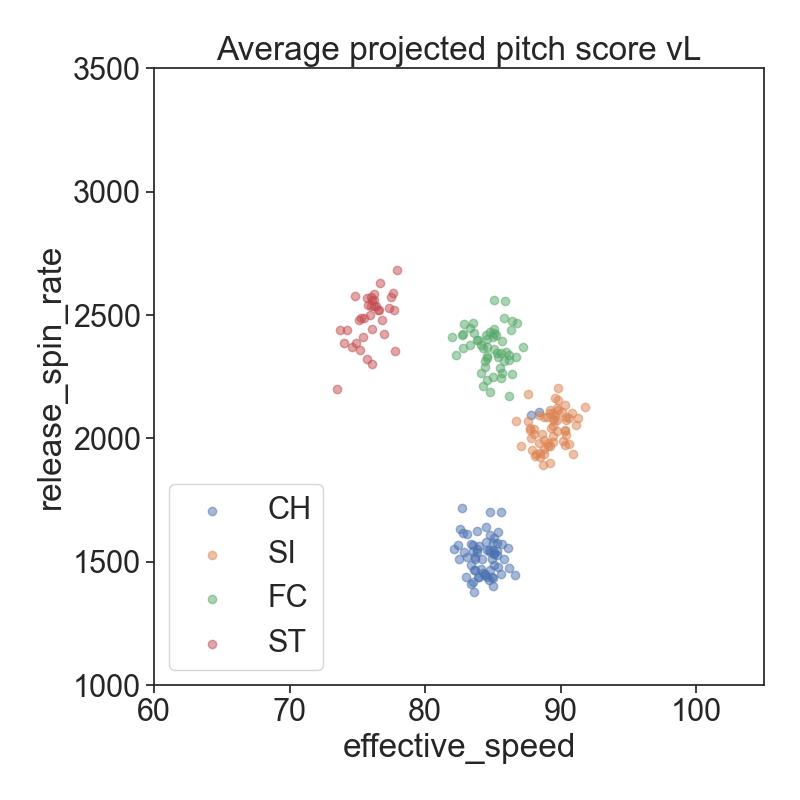 Average projected pitch score vL
3500
3000
2500
2000
1500
1000
release_spin_rate
CH
SI
FC
ST
60
70
80
90
100
effective_speed